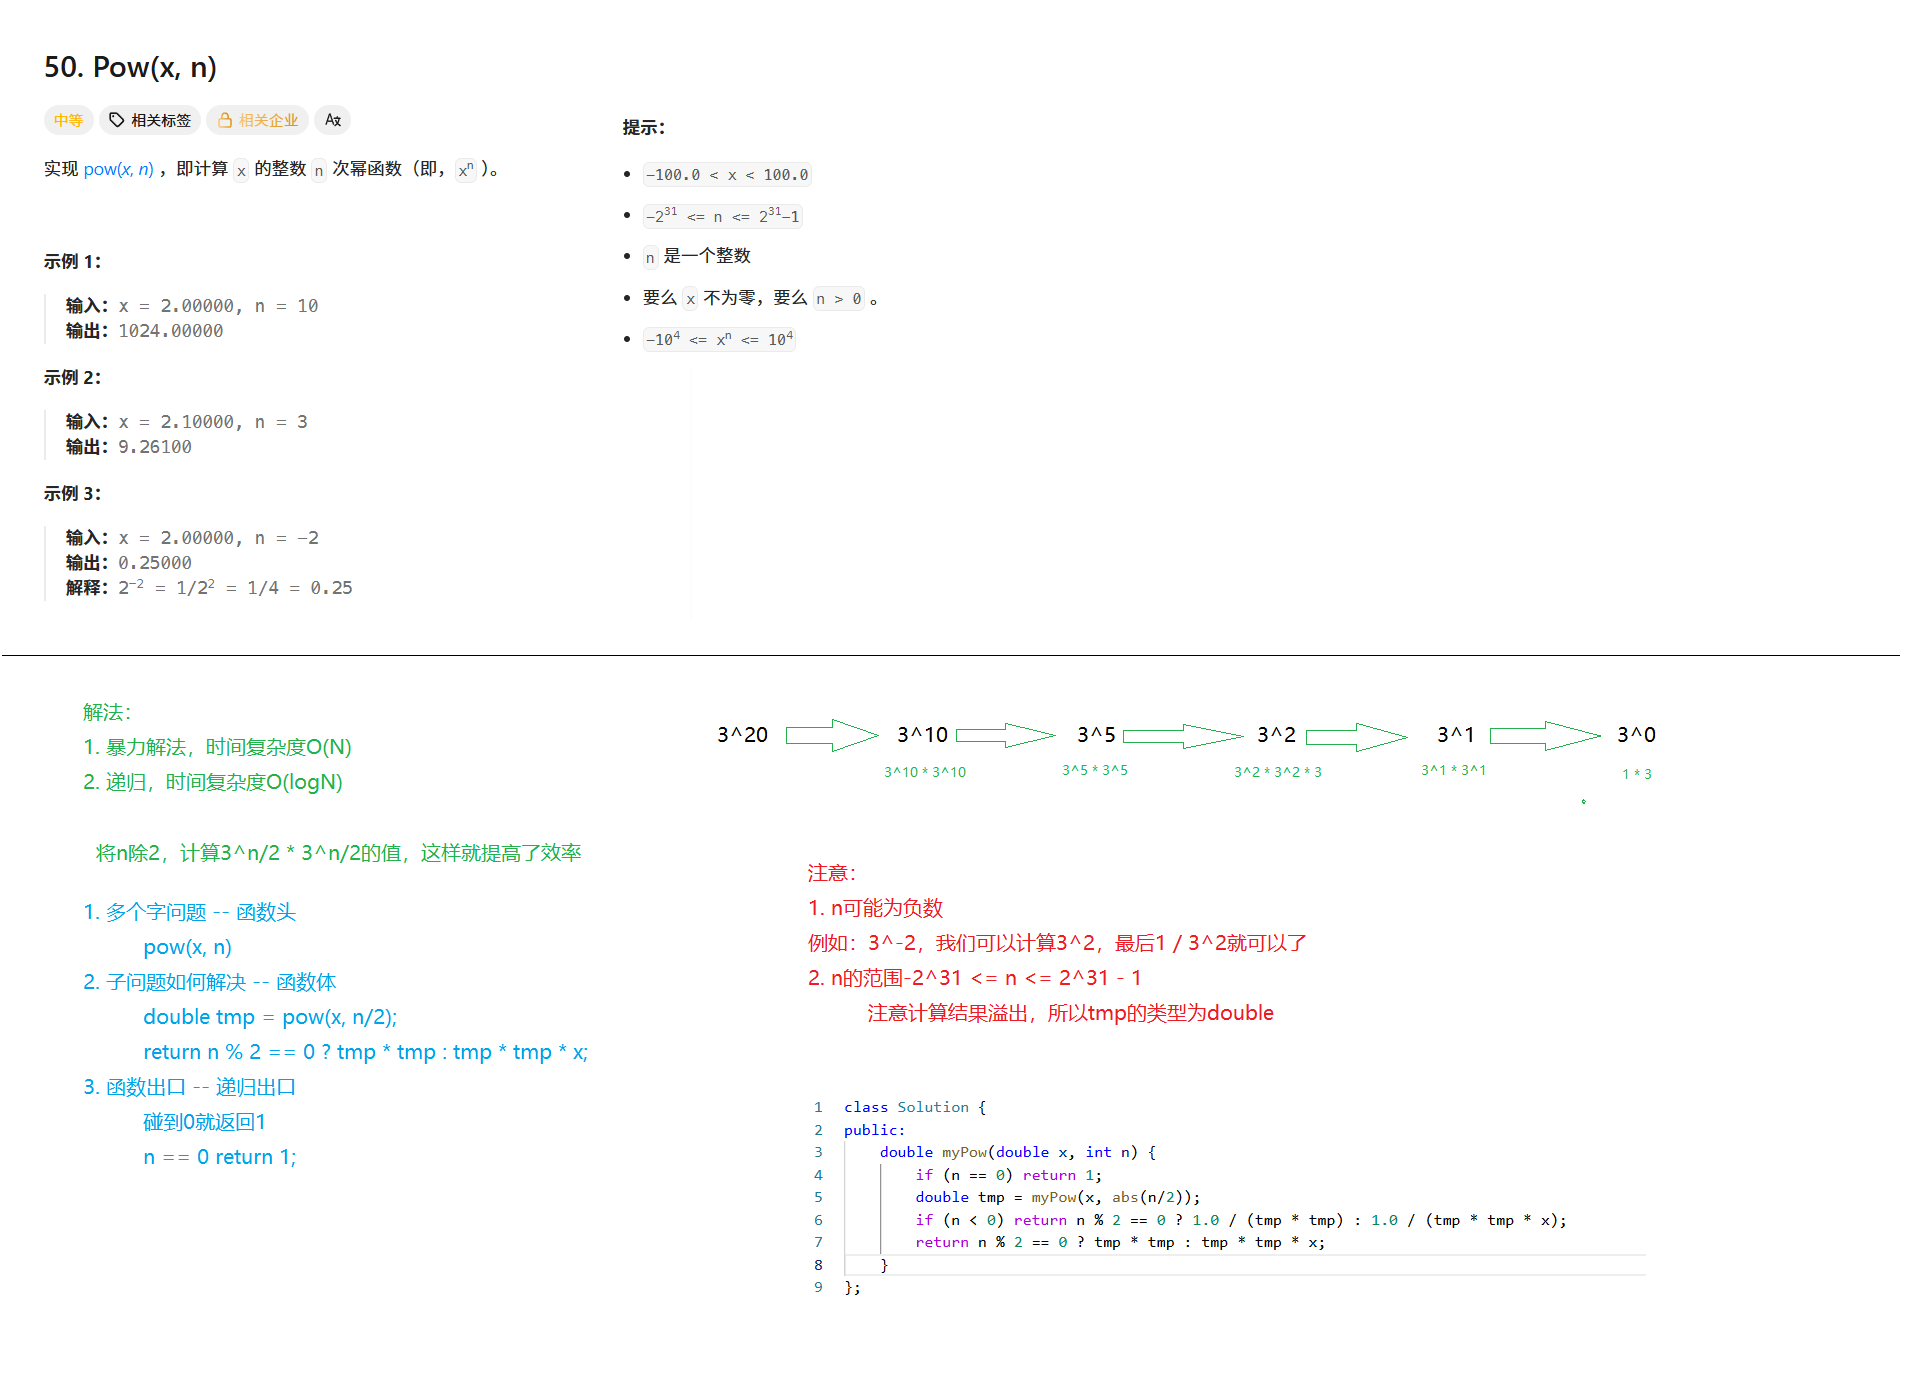 50. Pow(x, n)
中等 相关标签 相关企业
实现 pow(x, n) ，即计算 x 的整数 n 次幂函数（即，xⁿ ）。
示例 1：
输入：x = 2.00000, n = 10
输出：1024.00000
示例 2：
输入：x = 2.10000, n = 3
输出：9.26100
示例 3：
输入：x = 2.00000, n = -2
输出：0.25000
解释：2⁻² = 1/2² = 1/4 = 0.25
提示：
-100.0 < x < 100.0
-2³¹ <= n <= 2³¹-1
n 是一个整数
要么 x 不为零，要么 n > 0 。
-10⁴ <= xⁿ <= 10⁴
解法：
1. 暴力解法，时间复杂度O(N)
2. 递归，时间复杂度O(logN)
将n除2，计算3^n/2 * 3^n/2的值，这样就提高了效率
1. 多个字问题 -- 函数头
pow(x, n)
2. 子问题如何解决 -- 函数体
double tmp = pow(x, n/2);
return n % 2 == 0 ? tmp * tmp : tmp * tmp * x;
3. 函数出口 -- 递归出口
碰到0就返回1
n == 0 return 1;
3^20 3^10 3^5 3^2 3^1 3^0
3^10 * 3^10 3^5 * 3^5 3^2 * 3^2 * 3 3^1 * 3^1 1 * 3
注意：
1. n可能为负数
例如：3^-2，我们可以计算3^2，最后1 / 3^2就可以了
2. n的范围-2^31 <= n <= 2^31 - 1
注意计算结果溢出，所以tmp的类型为double
1 class Solution {
2 public:
3 double myPow(double x, int n) {
4 if (n == 0) return 1;
5 double tmp = myPow(x, abs(n/2));
6 if (n < 0) return n % 2 == 0 ? 1.0 / (tmp * tmp) : 1.0 / (tmp * tmp * x);
7 return n % 2 == 0 ? tmp * tmp : tmp * tmp * x;
8 }
9 };